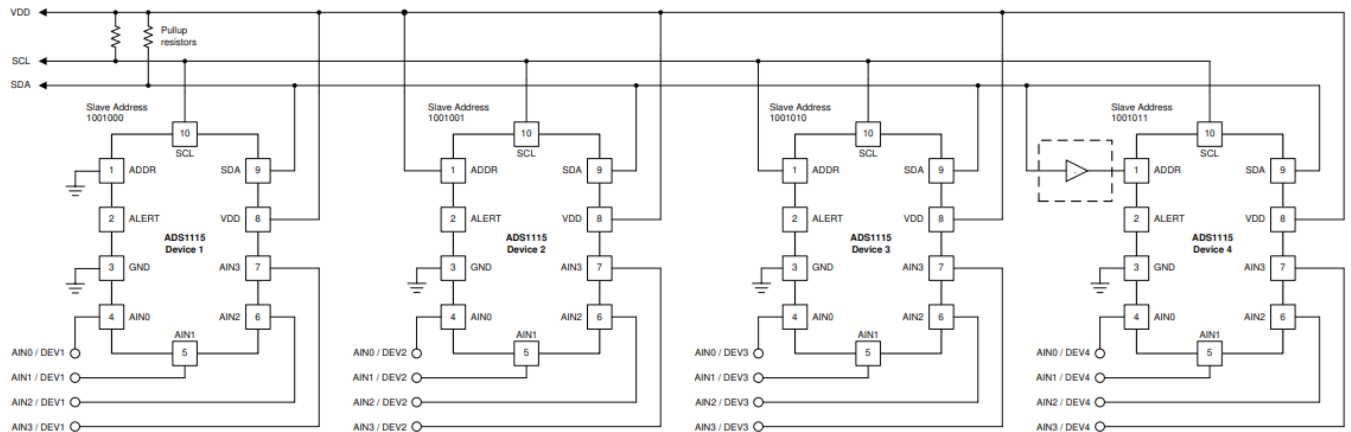 VDD
Pullup
resistors
SCL
SDA
Slave Address
1001000
10
SCL
1
ADDR
SDA
9
2
ALERT
VDD
8
ADS1115
Device 1
3
GND
AIN3
7
4
AIN0
AIN2
6
AIN1
5
AIN0 / DEV1
AIN1 / DEV1
AIN2 / DEV1
AIN3 / DEV1
Slave Address
1001001
10
SCL
1
ADDR
SDA
9
2
ALERT
VDD
8
ADS1115
Device 2
3
GND
AIN3
7
4
AIN0
AIN2
6
AIN1
5
AIN0 / DEV2
AIN1 / DEV2
AIN2 / DEV2
AIN3 / DEV2
Slave Address
1001010
10
SCL
1
ADDR
SDA
9
2
ALERT
VDD
8
ADS1115
Device 3
3
GND
AIN3
7
4
AIN0
AIN2
6
AIN1
5
AIN0 / DEV3
AIN1 / DEV3
AIN2 / DEV3
AIN3 / DEV3
Slave Address
1001011
10
SCL
1
ADDR
SDA
9
2
ALERT
VDD
8
ADS1115
Device 4
3
GND
AIN3
7
4
AIN0
AIN2
6
AIN1
5
AIN0 / DEV4
AIN1 / DEV4
AIN2 / DEV4
AIN3 / DEV4